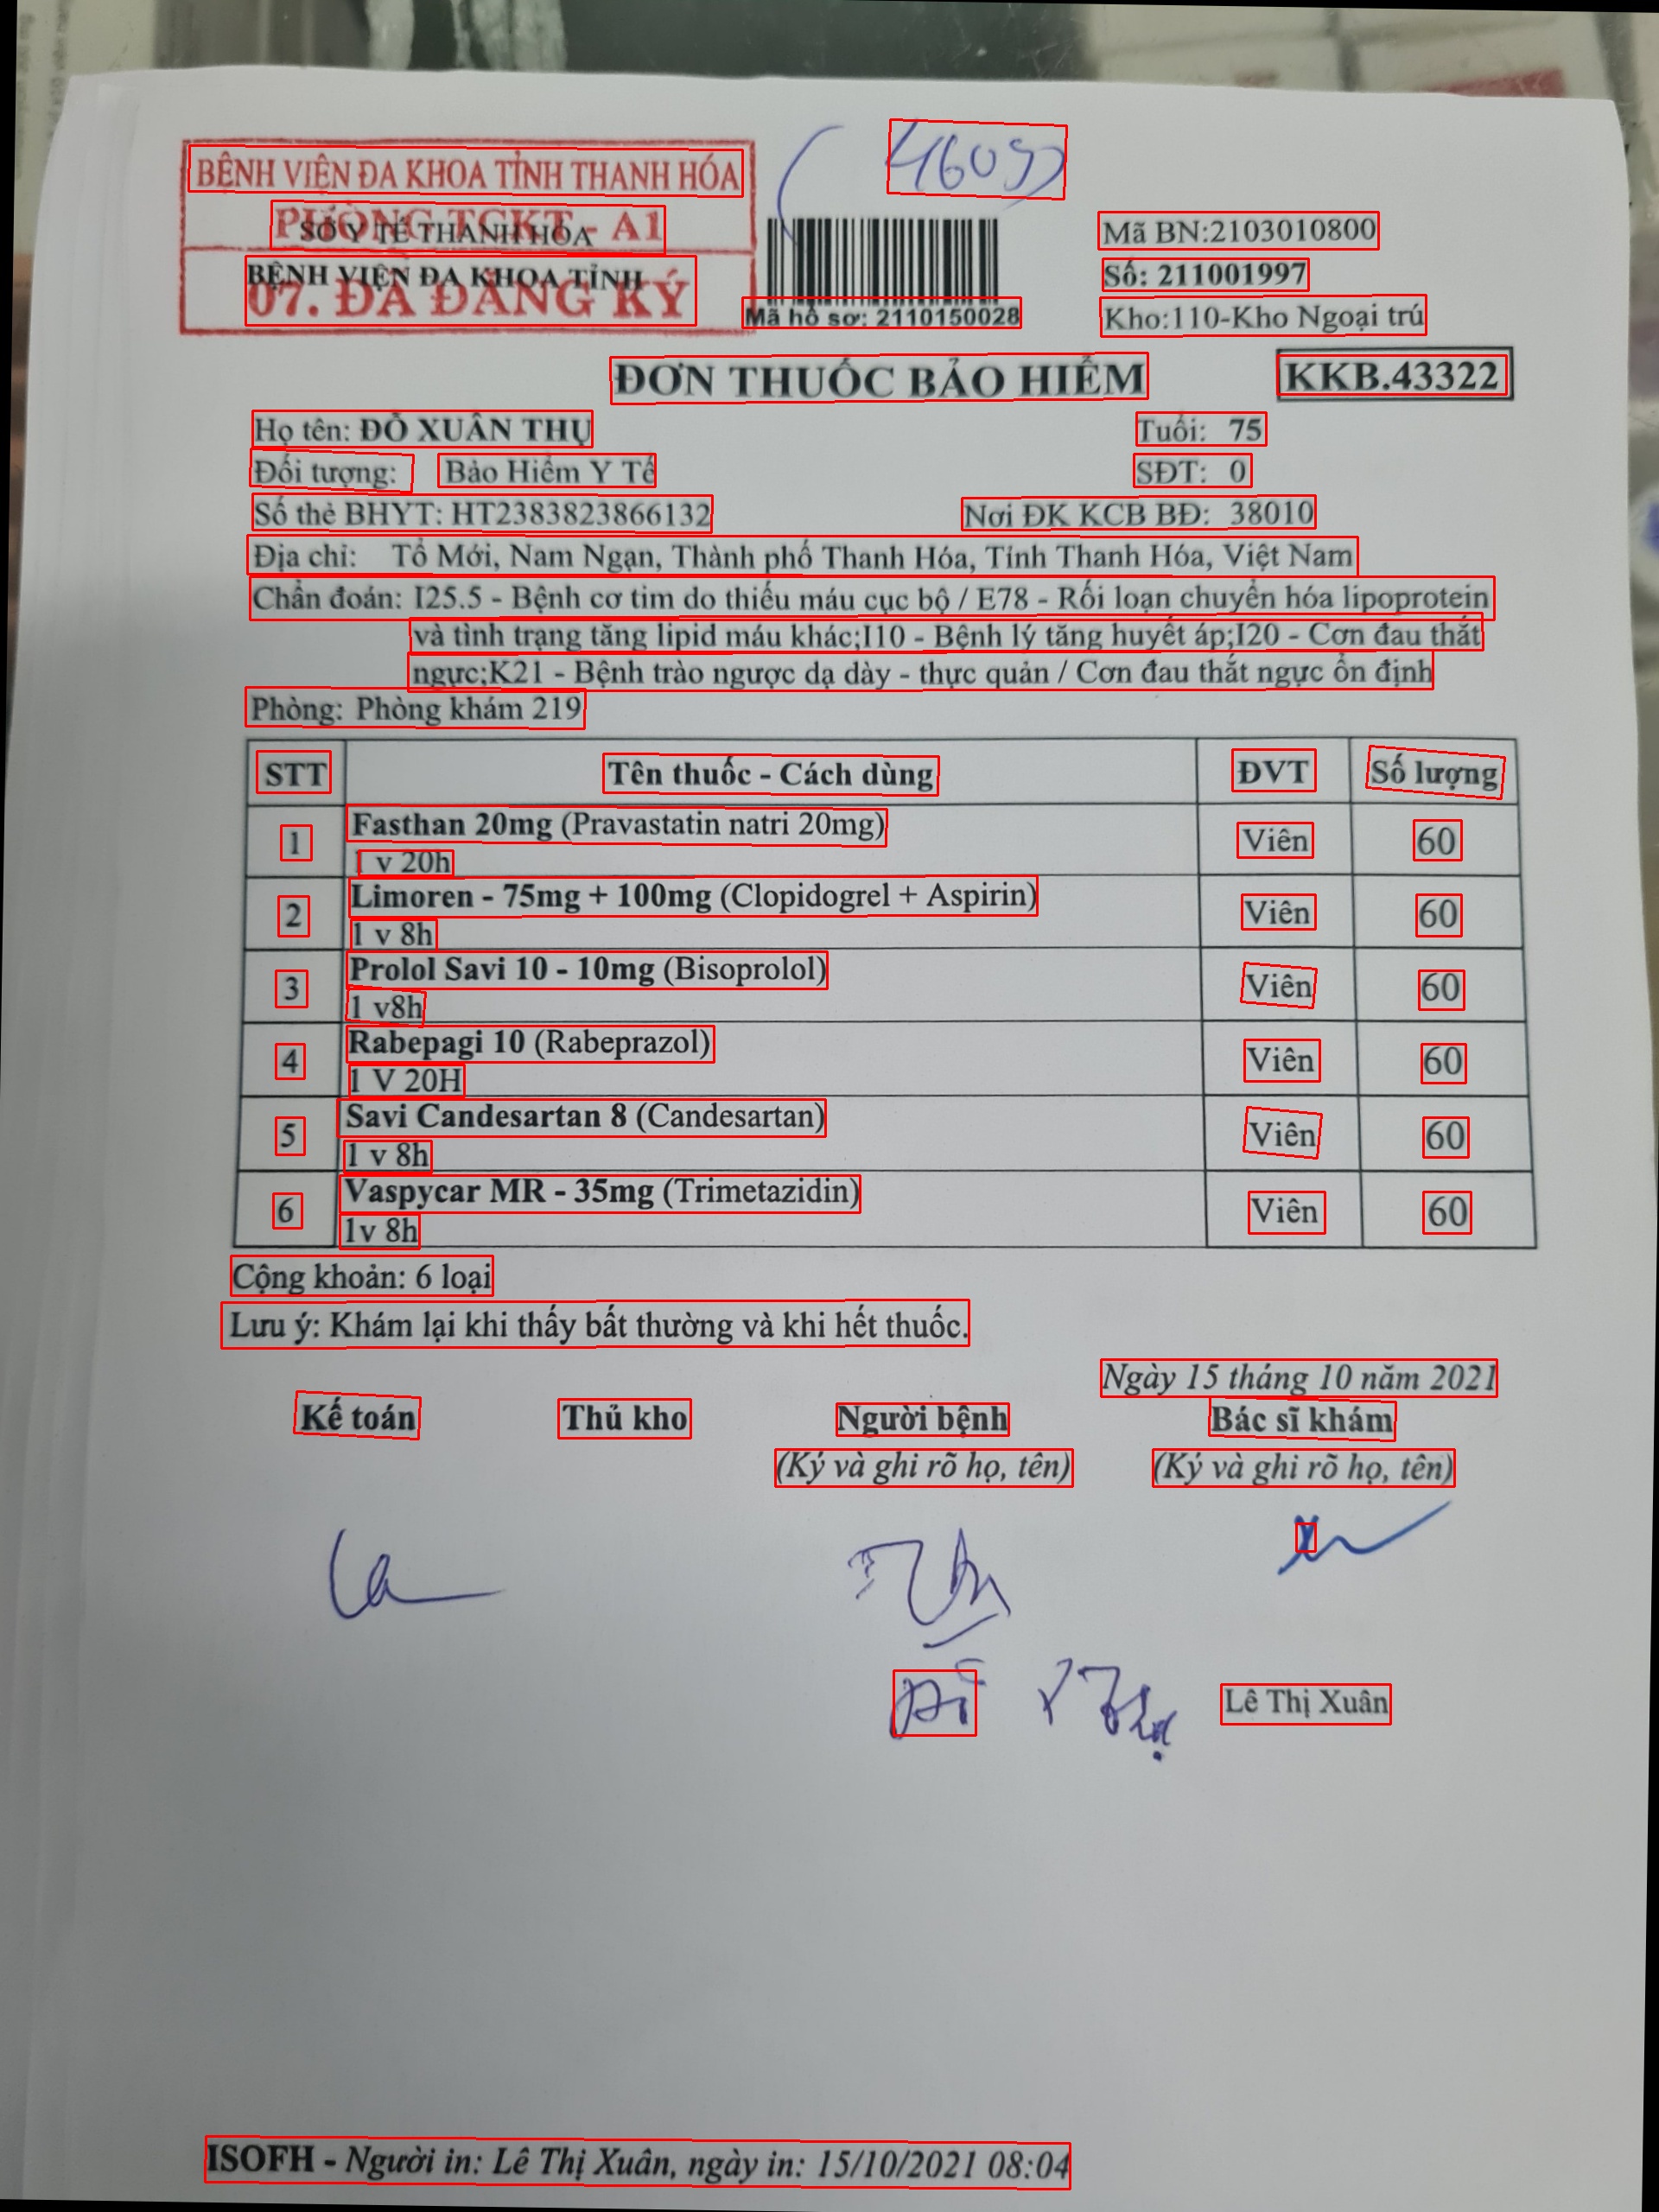 BỆNH VIỆN ĐA KHOA TỈNH THANH HÓA
PHÒNG TCKT - A1
SỞ Y TẾ THANH HÓA
BỆNH VIỆN ĐA KHOA TỈNH
07. ĐÃ ĐĂNG KÝ
Mã hồ sơ: 2110150028
Mã BN:2103010800
Số: 211001997
Kho:110-Kho Ngoại trú
ĐƠN THUỐC BẢO HIỂM KKB.43322
Họ tên: ĐỖ XUÂN THỤ Tuổi: 75
Đối tượng: Bảo Hiểm Y Tế SĐT: 0
Số thẻ BHYT: HT2383823866132 Nơi ĐK KCB BĐ: 38010
Địa chỉ: Tổ Mới, Nam Ngạn, Thành phố Thanh Hóa, Tỉnh Thanh Hóa, Việt Nam
Chẩn đoán: I25.5 - Bệnh cơ tim do thiếu máu cục bộ / E78 - Rối loạn chuyển hóa lipoprotein
và tình trạng tăng lipid máu khác;I10 - Bệnh lý tăng huyết áp;I20 - Cơn đau thắt
ngực;K21 - Bệnh trào ngược dạ dày - thực quản / Cơn đau thắt ngực ổn định
Phòng: Phòng khám 219
STT Tên thuốc - Cách dùng ĐVT Số lượng
1 Fasthan 20mg (Pravastatin natri 20mg) Viên 60
1 v 20h
2 Limoren - 75mg + 100mg (Clopidogrel + Aspirin) Viên 60
1 v 8h
3 Prolol Savi 10 - 10mg (Bisoprolol) Viên 60
1 v8h
4 Rabepagi 10 (Rabeprazol) Viên 60
1 V 20H
5 Savi Candesartan 8 (Candesartan) Viên 60
1 v 8h
6 Vaspycar MR - 35mg (Trimetazidin) Viên 60
1v 8h
Cộng khoản: 6 loại
Lưu ý: Khám lại khi thấy bất thường và khi hết thuốc.
Ngày 15 tháng 10 năm 2021
Kế toán Thủ kho Người bệnh Bác sĩ khám
(Ký và ghi rõ họ, tên) (Ký và ghi rõ họ, tên)
Lê Thị Xuân
ISOFH - Người in: Lê Thị Xuân, ngày in: 15/10/2021 08:04